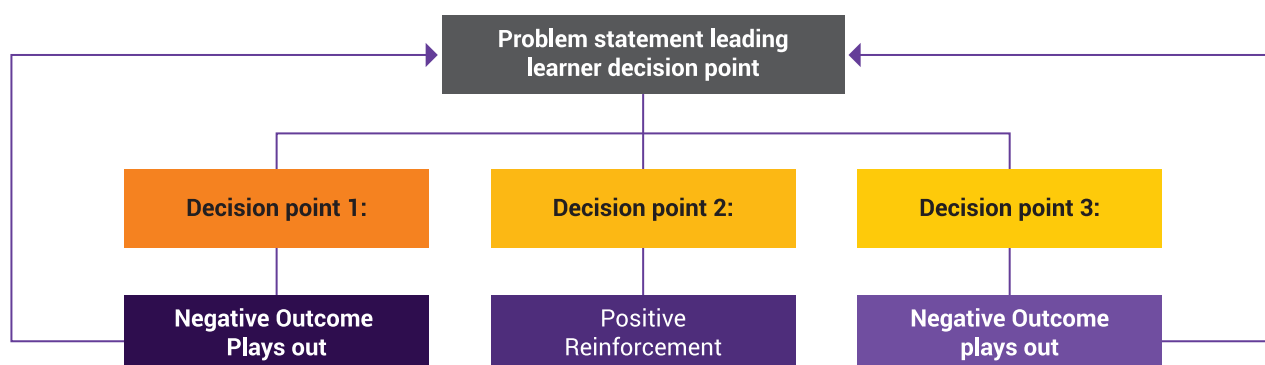 Problem statement leading
learner decision point
Decision point 1:
Decision point 2:
Decision point 3:
Negative Outcome
Plays out
Positive
Reinforcement
Negative Outcome
plays out